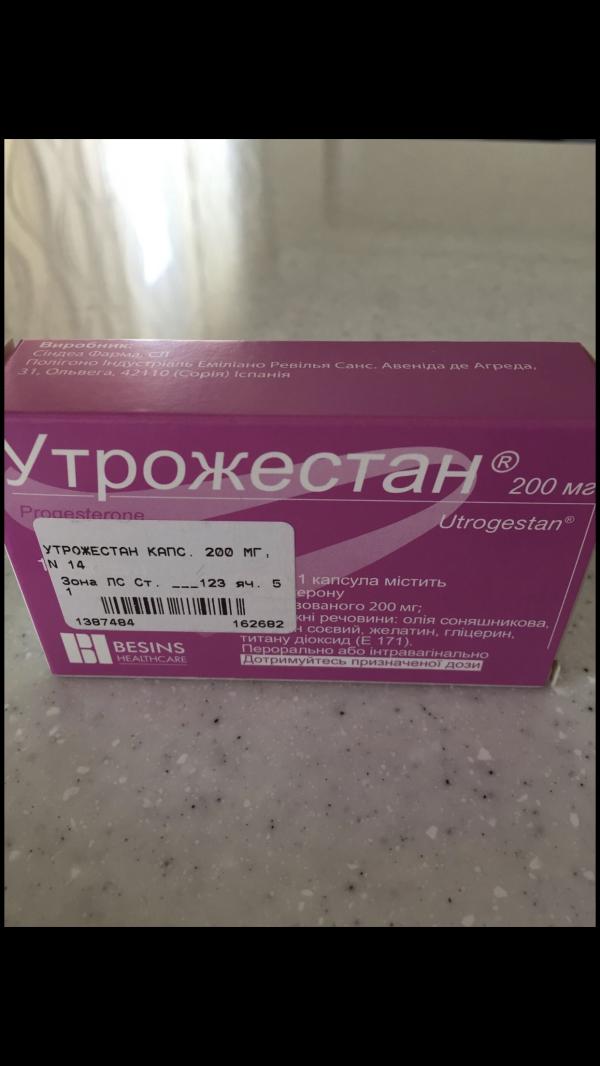 Виробник:
Сіндеа Фарма, СЛ
Полігоно Індустріаль Еміліано Ревілья Санс. Авеніда де Агреда,
31, Ольвега, 42110 (Сорія) Іспанія
Утрожестан®
200 мг
Progesterone
Utrogestan®
УТРОЖЕСТАН КАПС. 200 МГ,
N 14
Зона ПС Ст. ___123 яч. 5
1
1387484 162682
1 капсула містить
200 мг;
речовини: олія соняшникова,
соєвий, желатин, гліцерин,
титану діоксид (Е 171).
Перорально або інтравагінально
Дотримуйтесь призначеної дози
BESINS
HEALTHCARE